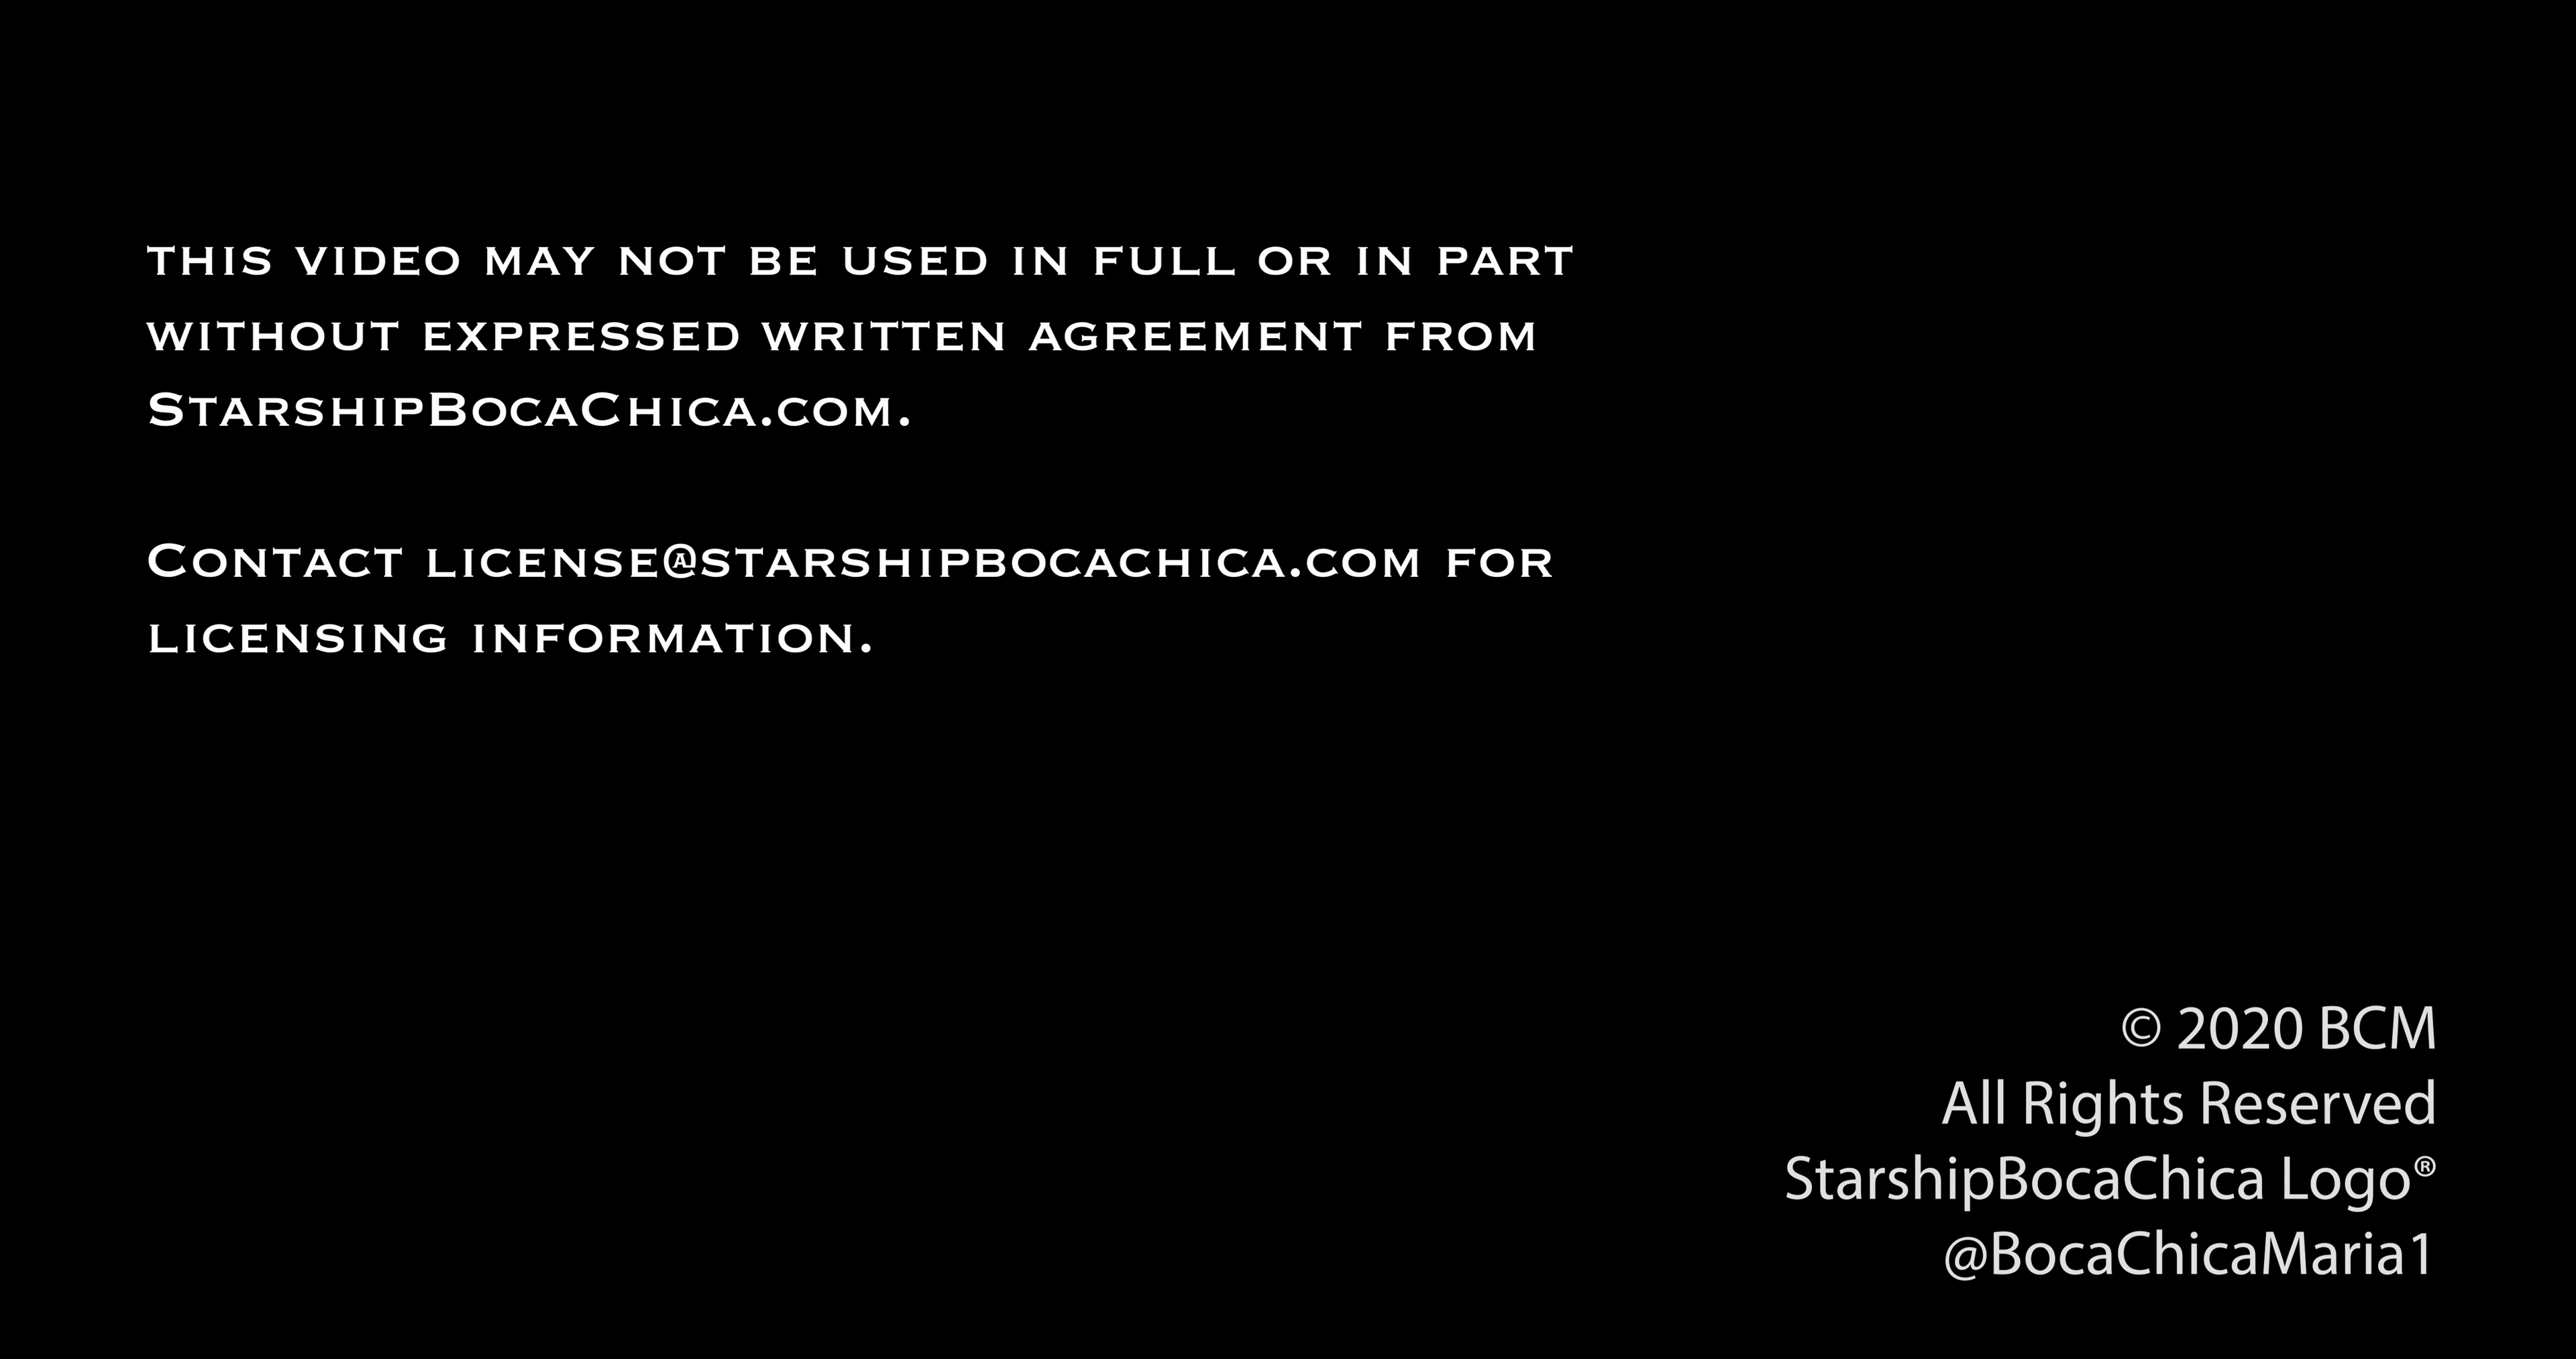 THIS VIDEO MAY NOT BE USED IN FULL OR IN PART
WITHOUT EXPRESSED WRITTEN AGREEMENT FROM
STARSHIPBOCACHICA.COM.
CONTACT LICENSE@STARSHIPBOCACHICA.COM FOR
LICENSING INFORMATION.
© 2020 BCM
All Rights Reserved
StarshipBocaChica Logo®
@BocaChicaMaria1